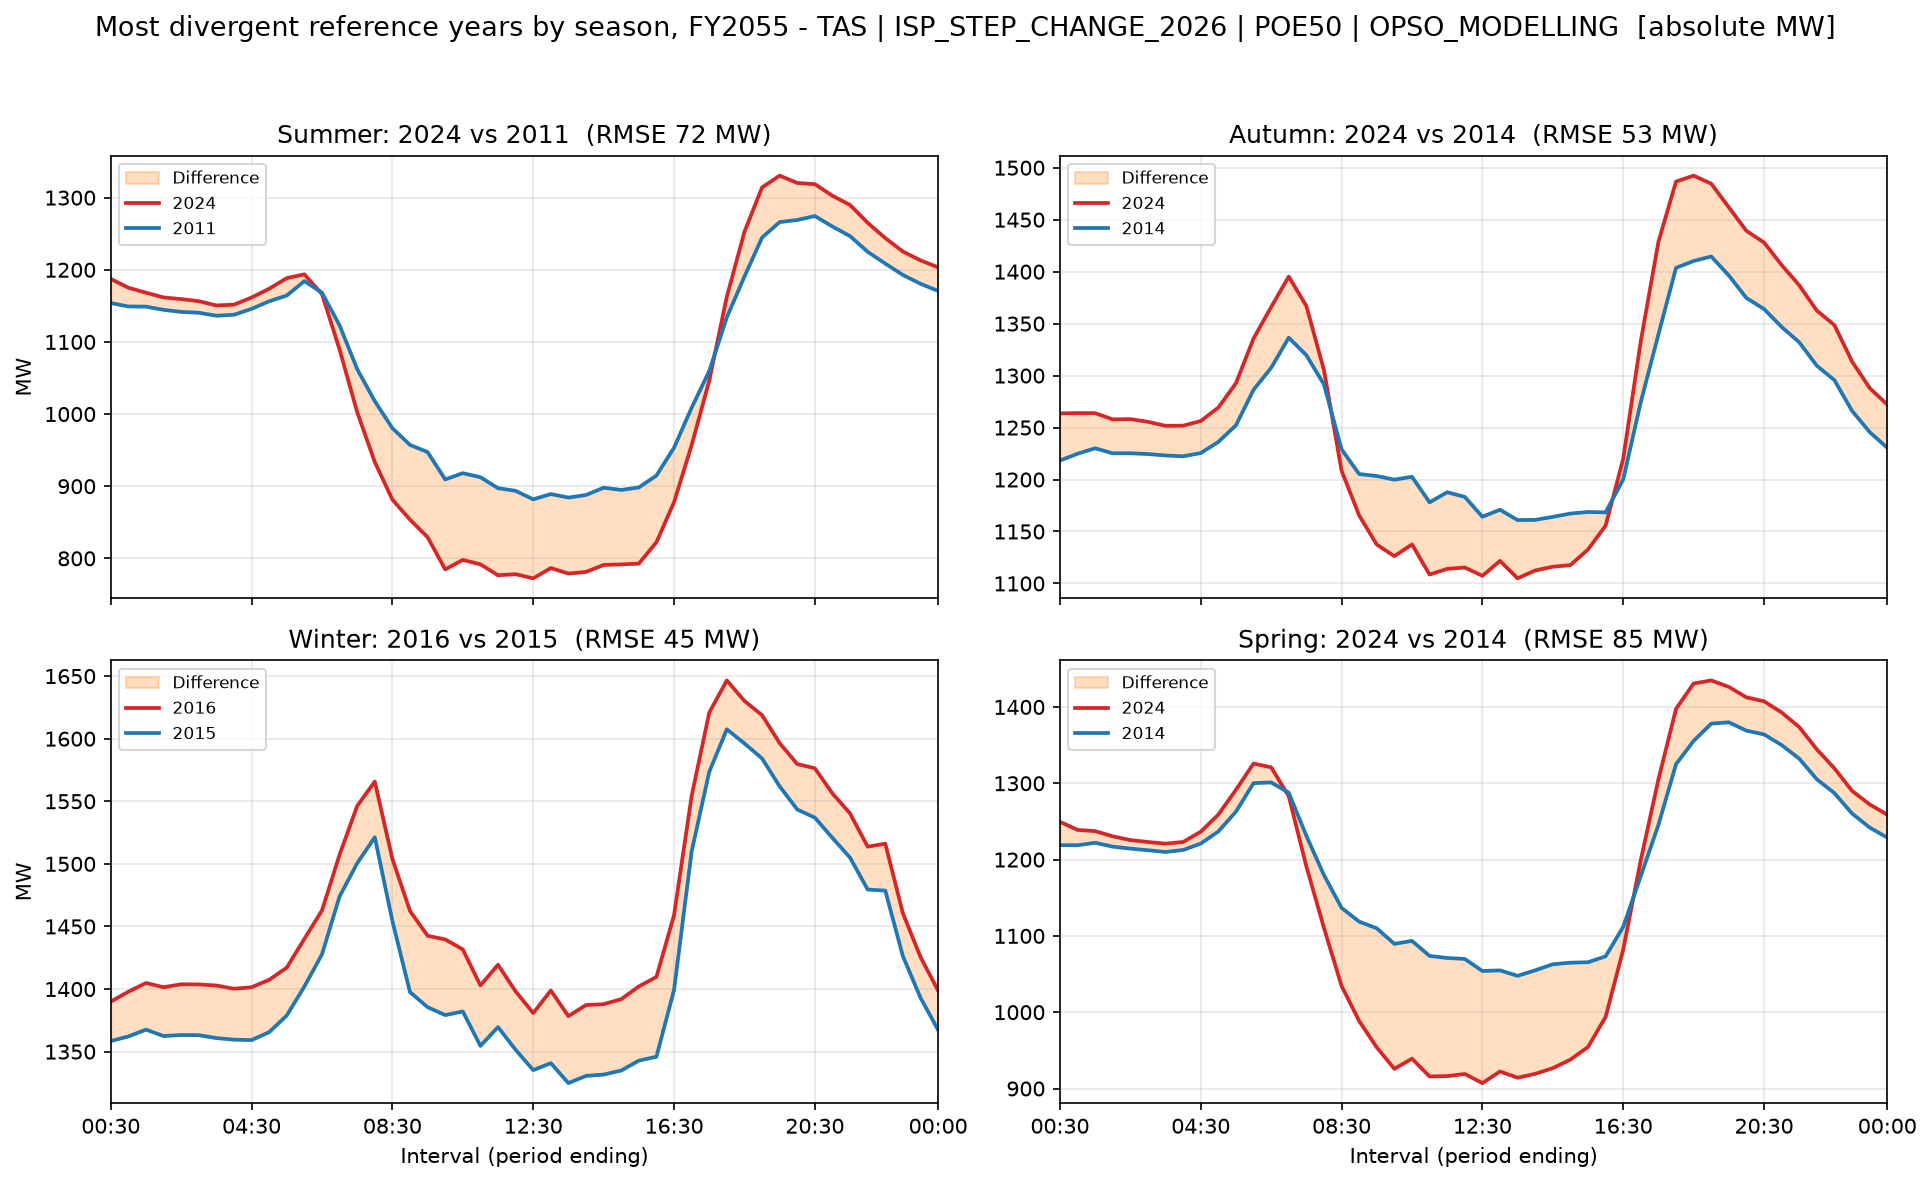 Most divergent reference years by season, FY2055 - TAS | ISP_STEP_CHANGE_2026 | POE50 | OPSO_MODELLING  [absolute MW]
Summer: 2024 vs 2011  (RMSE 72 MW)
Difference
2024
2011
1300
1200
1100
1000
900
800
MW
Autumn: 2024 vs 2014  (RMSE 53 MW)
Difference
2024
2014
1500
1450
1400
1350
1300
1250
1200
1150
1100
Winter: 2016 vs 2015  (RMSE 45 MW)
Difference
2016
2015
1650
1600
1550
1500
1450
1400
1350
MW
00:30 04:30 08:30 12:30 16:30 20:30 00:00
Interval (period ending)
Spring: 2024 vs 2014  (RMSE 85 MW)
Difference
2024
2014
1400
1300
1200
1100
1000
900
00:30 04:30 08:30 12:30 16:30 20:30 00:00
Interval (period ending)